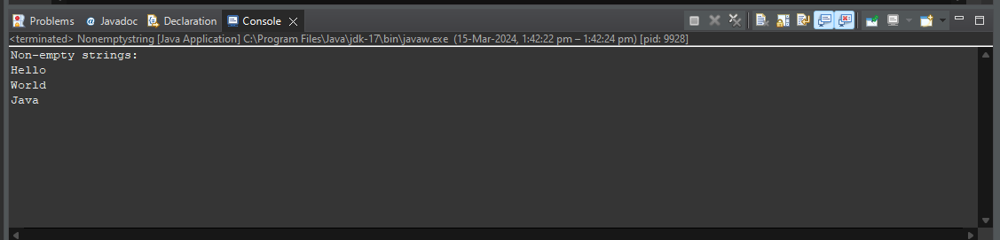 Problems @ Javadoc Declaration Console
<terminated> Nonemptystring [Java Application] C:\Program Files\Java\jdk-17\bin\javaw.exe (15-Mar-2024, 1:42:22 pm – 1:42:24 pm) [pid: 9928]
Non-empty strings:
Hello
World
Java